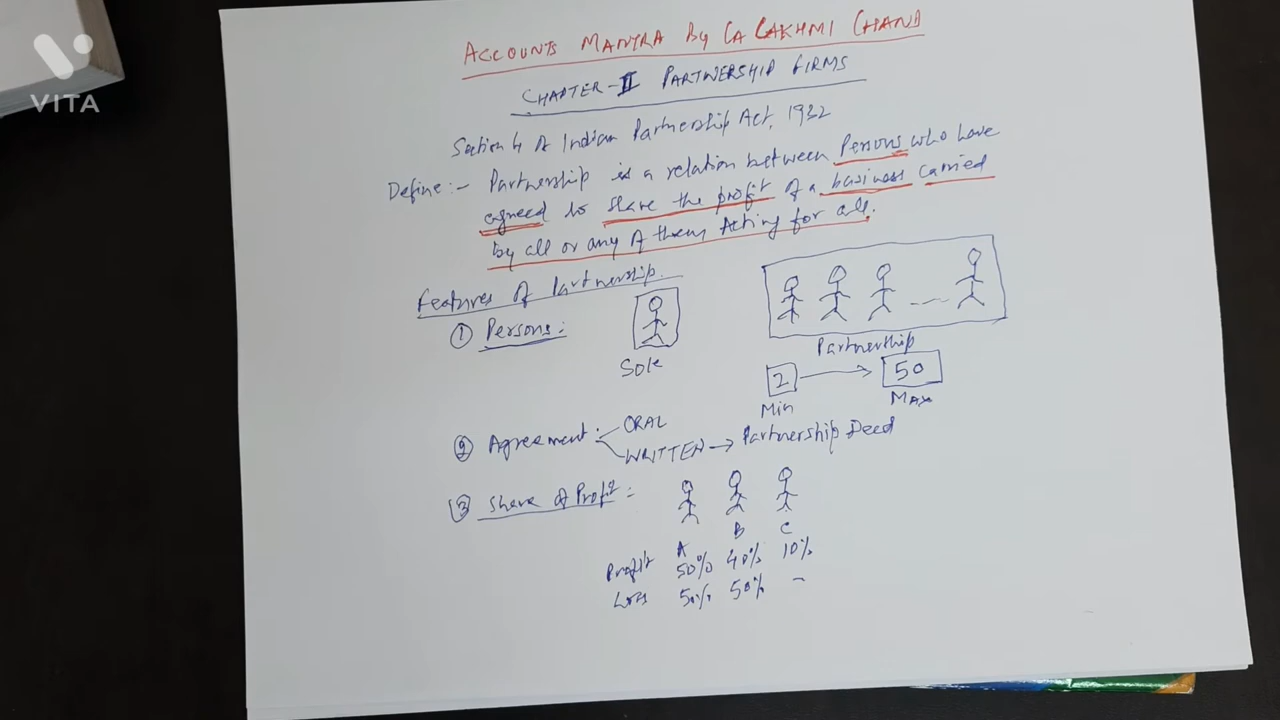 VITA
ACCOUNTS MANTRA By CA LAKHMI CHAND
CHAPTER-II PARTNERSHIP FIRMS
Section 4 of Indian Partnership Act, 1932
Define:- Partnership is a relation between Persons who have
agreed to share the profit of a business carried
by all or any of them Acting for all.
Features of Partnership.
① Persons:
Sole
Partnership
2 → 50
Min Max
② Agreement:
ORAL
WRITTEN → Partnership Deed
③ Share of Profit:
A B C
Profit 50% 40% 10%
Loss 50% 50% -